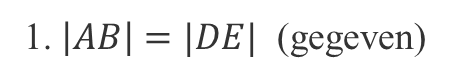 1. |AB| = |DE| (gegeven)